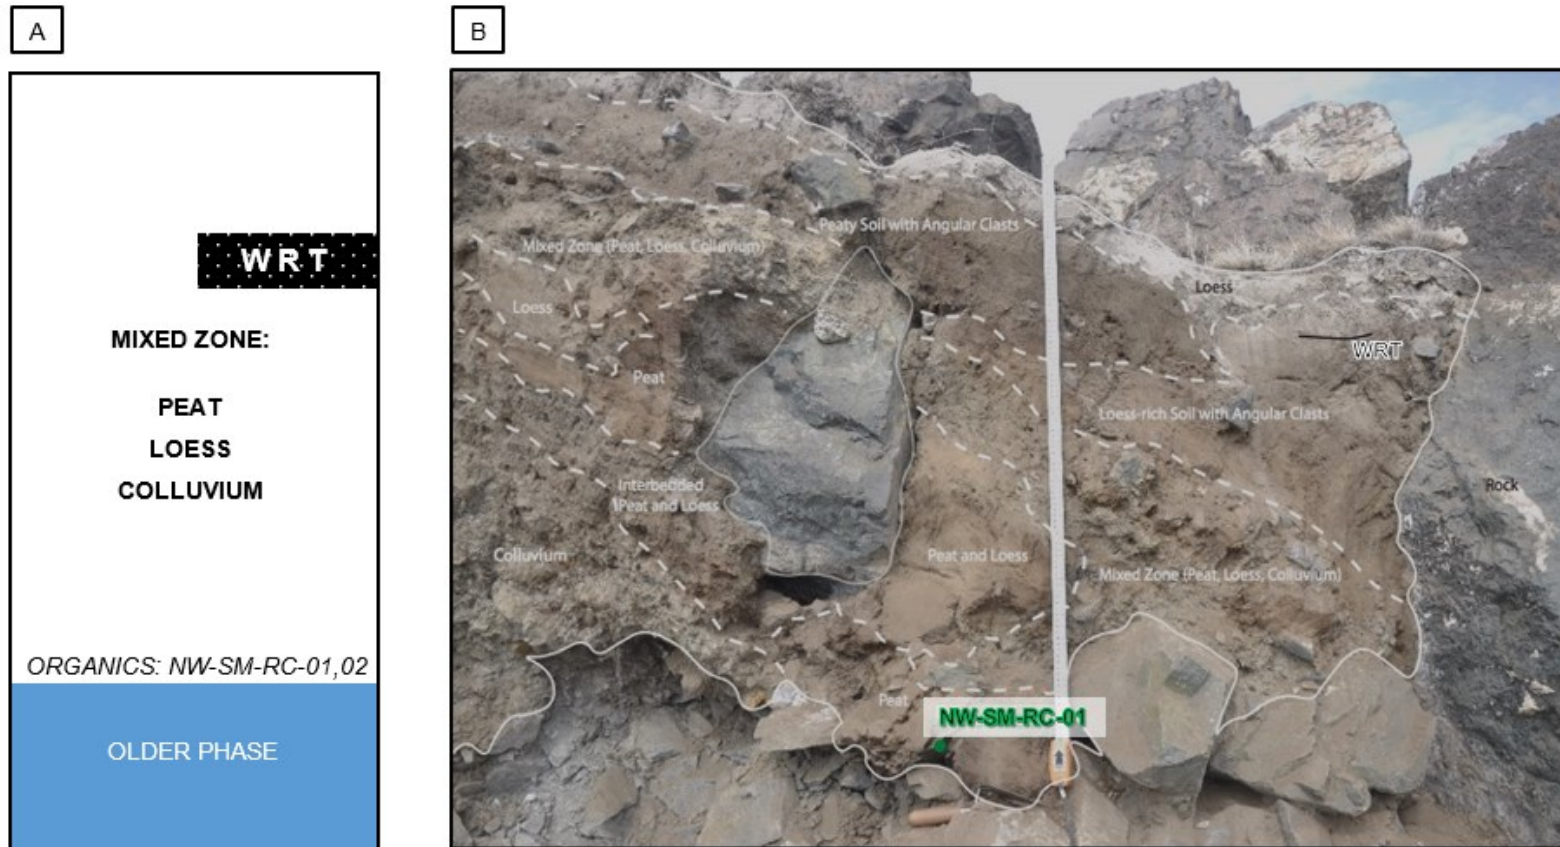 A
WRT
MIXED ZONE:
PEAT
LOESS
COLLUVIUM
ORGANICS: NW-SM-RC-01,02
OLDER PHASE
B
Peaty Soil with Angular Clasts
Mixed Zone (Peat, Loess, Colluvium)
Loess
Loess
WRT
Peat
Loess-rich Soil with Angular Clasts
Interbedded
Peat and Loess
Rock
Colluvium
Peat and Loess
Mixed Zone (Peat, Loess, Colluvium)
Peat
NW-SM-RC-01